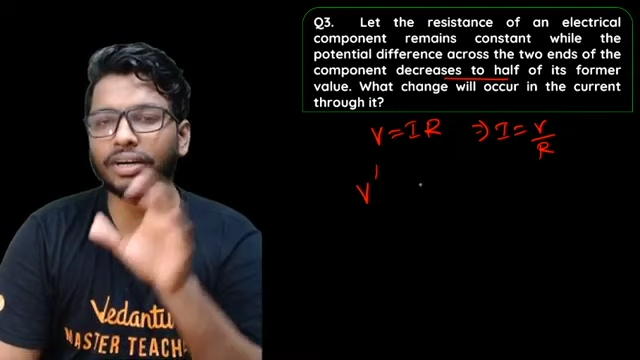 Q3. Let the resistance of an electrical
component remains constant while the
potential difference across the two ends of
the component decreases to half of its former
value. What change will occur in the current
through it?
V = IR ⇒ I = V/R
V'
Vedantu
MASTER TEACHER